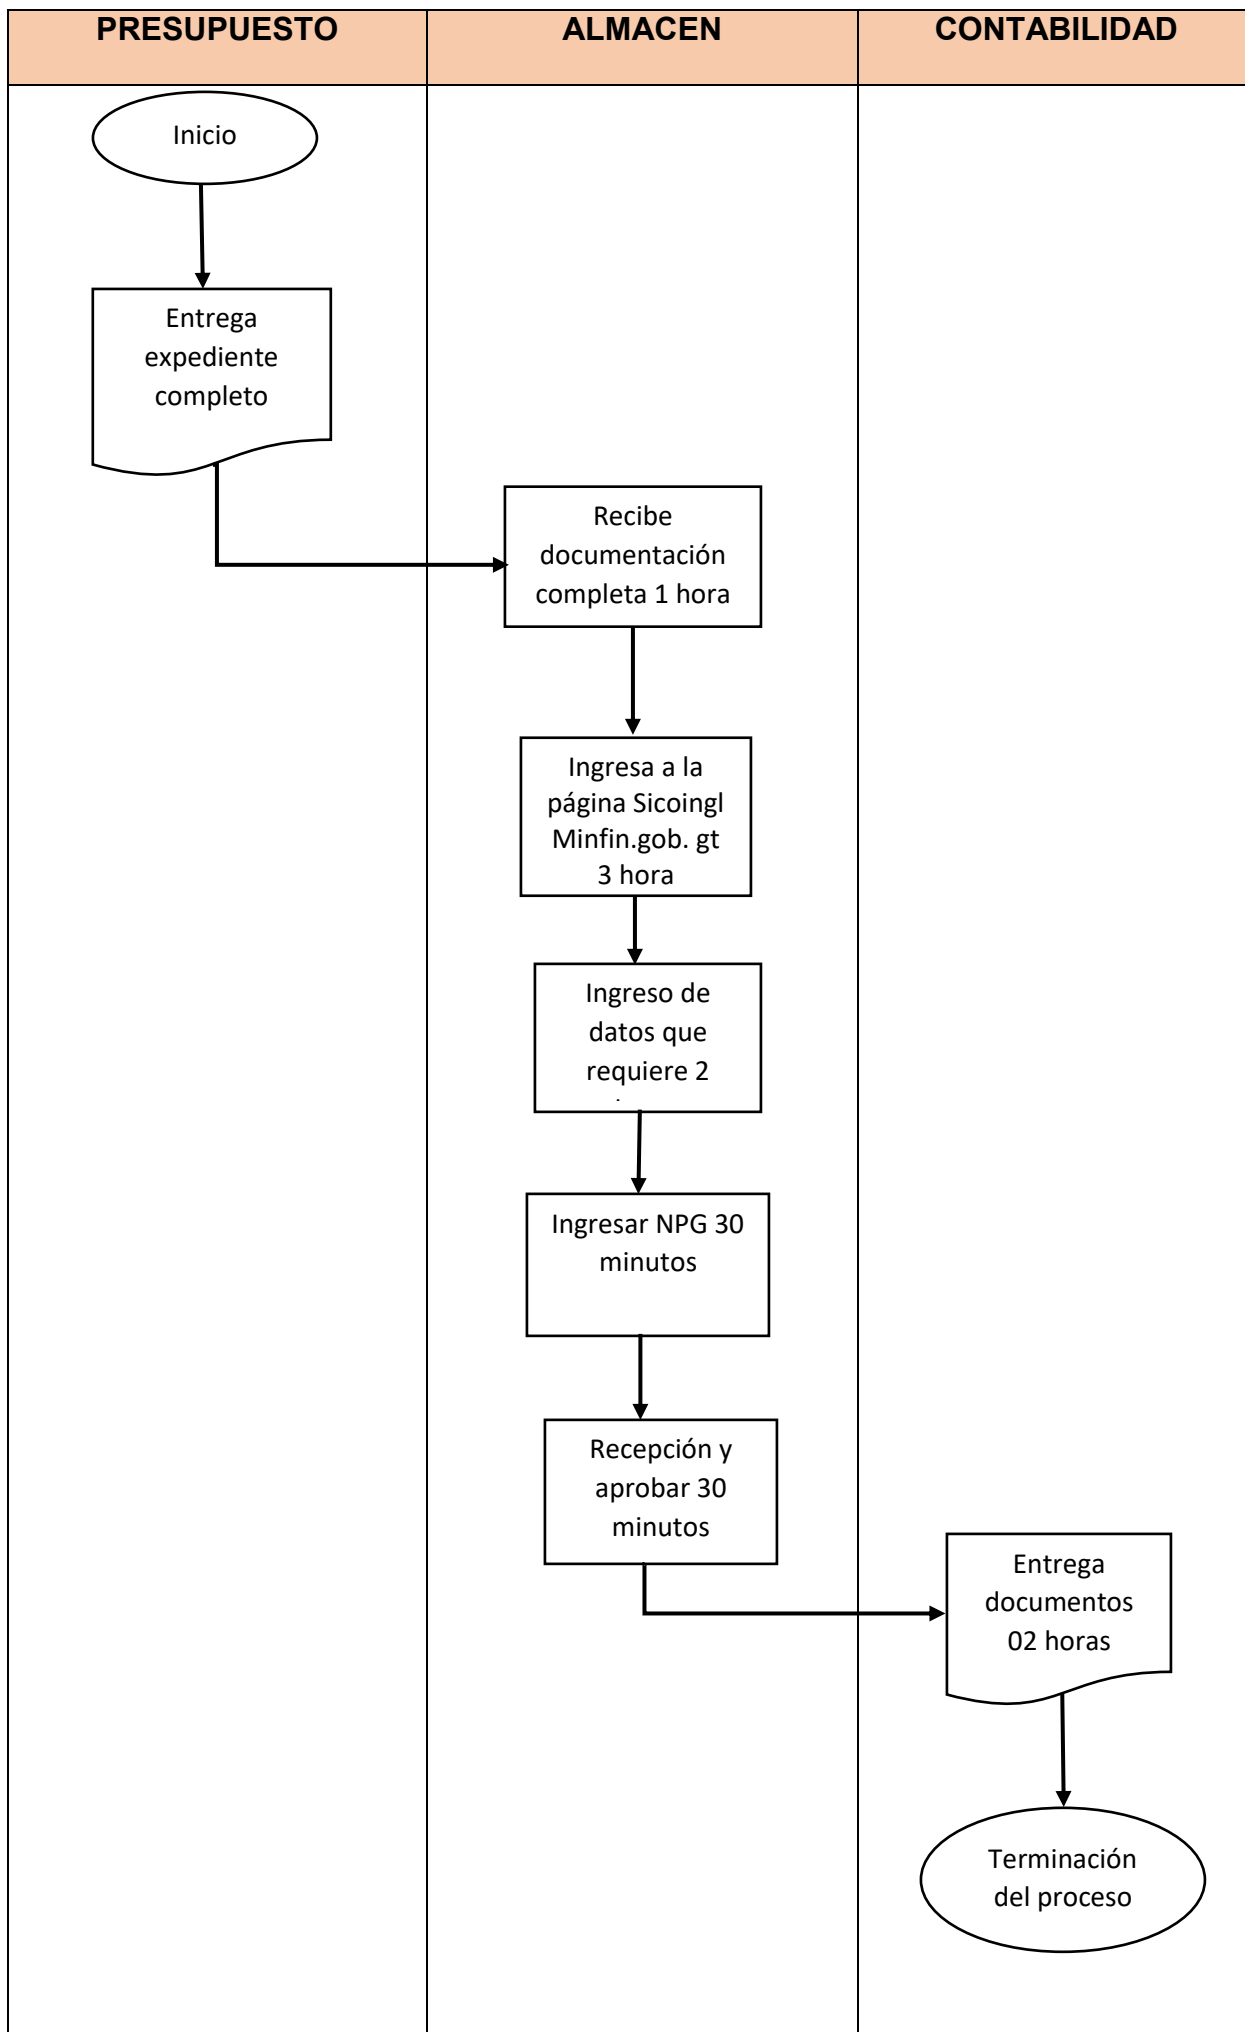 PRESUPUESTO
ALMACEN
CONTABILIDAD
Inicio
Entrega
expediente
completo
Recibe
documentación
completa 1 hora
Ingresa a la
página Sicoingl
Minfin.gob. gt
3 hora
Ingreso de
datos que
requiere 2
Ingresar NPG 30
minutos
Recepción y
aprobar 30
minutos
Entrega
documentos
02 horas
Terminación
del proceso